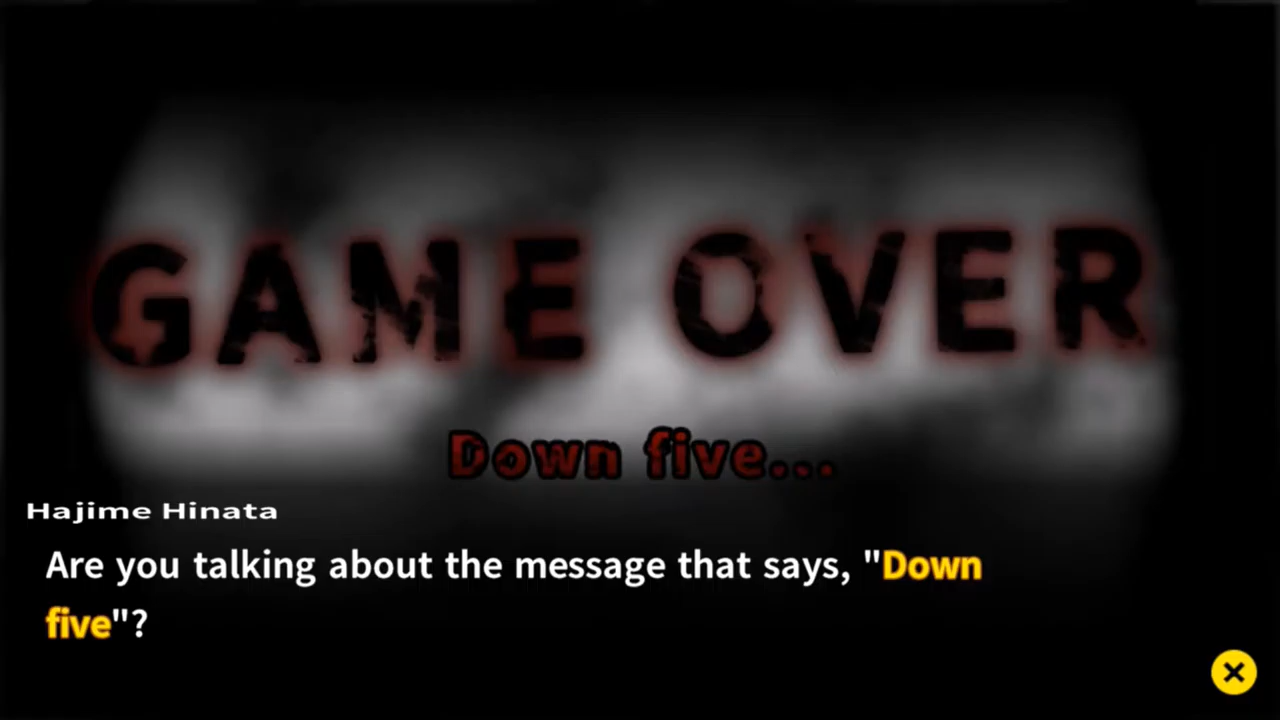 GAME OVER
Down five...
Hajime Hinata
Are you talking about the message that says, "Down
five"?